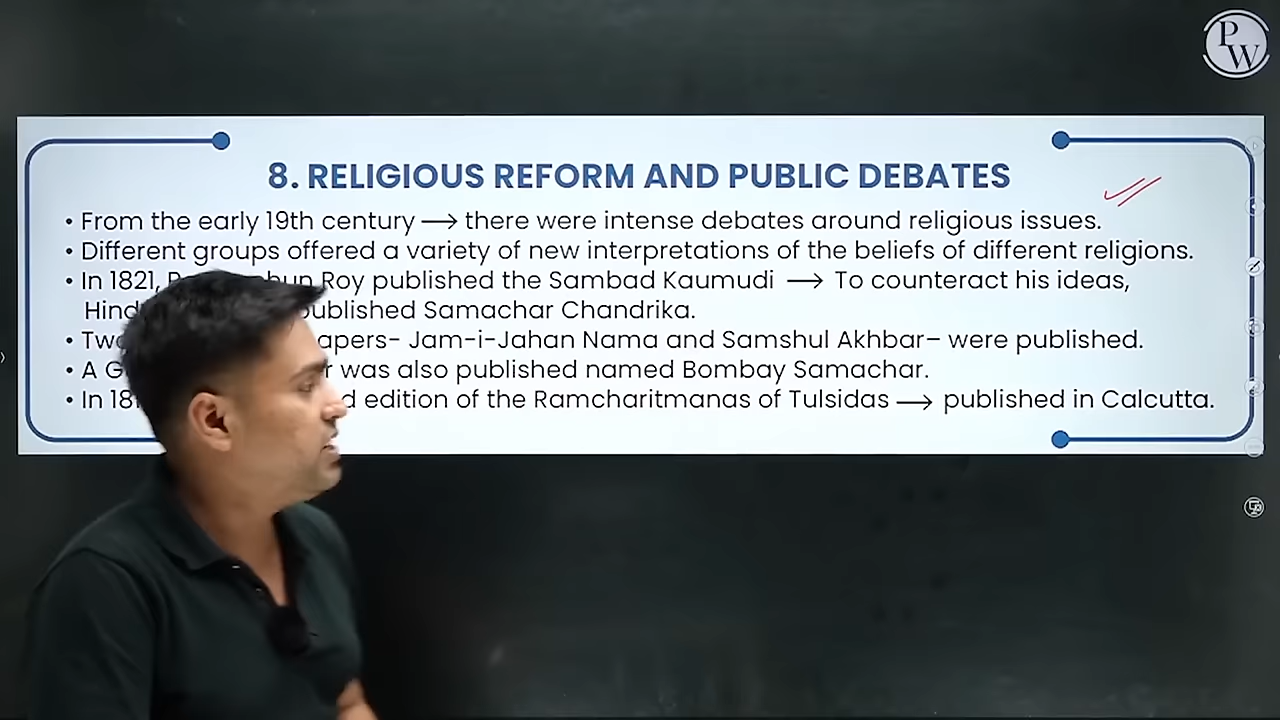 P
W
8. RELIGIOUS REFORM AND PUBLIC DEBATES
• From the early 19th century → there were intense debates around religious issues.
• Different groups offered a variety of new interpretations of the beliefs of different religions.
• In 1821, Roy published the Sambad Kaumudi → To counteract his ideas,
published Samachar Chandrika.
• Jam-i-Jahan Nama and Samshul Akhbar– were published.
• A was also published named Bombay Samachar.
• In edition of the Ramcharitmanas of Tulsidas → published in Calcutta.